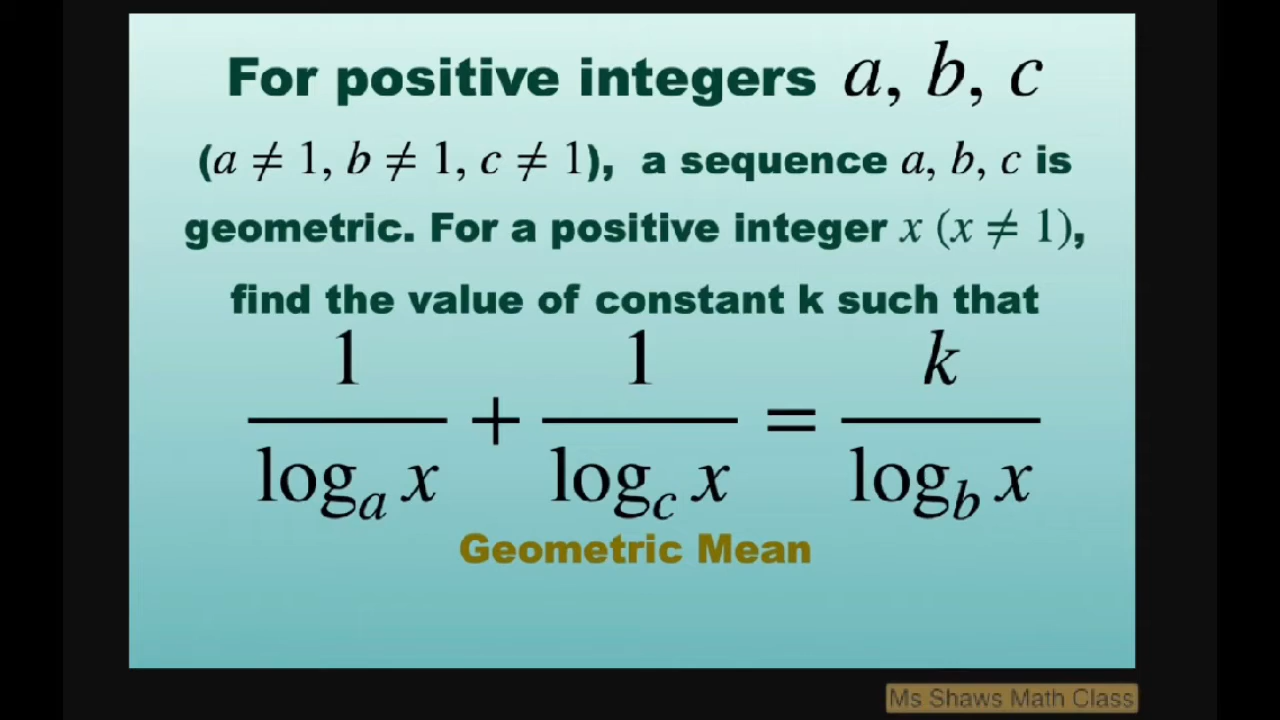 For positive integers a, b, c
(a ≠ 1, b ≠ 1, c ≠ 1), a sequence a, b, c is
geometric. For a positive integer x (x ≠ 1),
find the value of constant k such that
1/logₐ x + 1/log_c x = k/log_b x
Geometric Mean
Ms Shaws Math Class